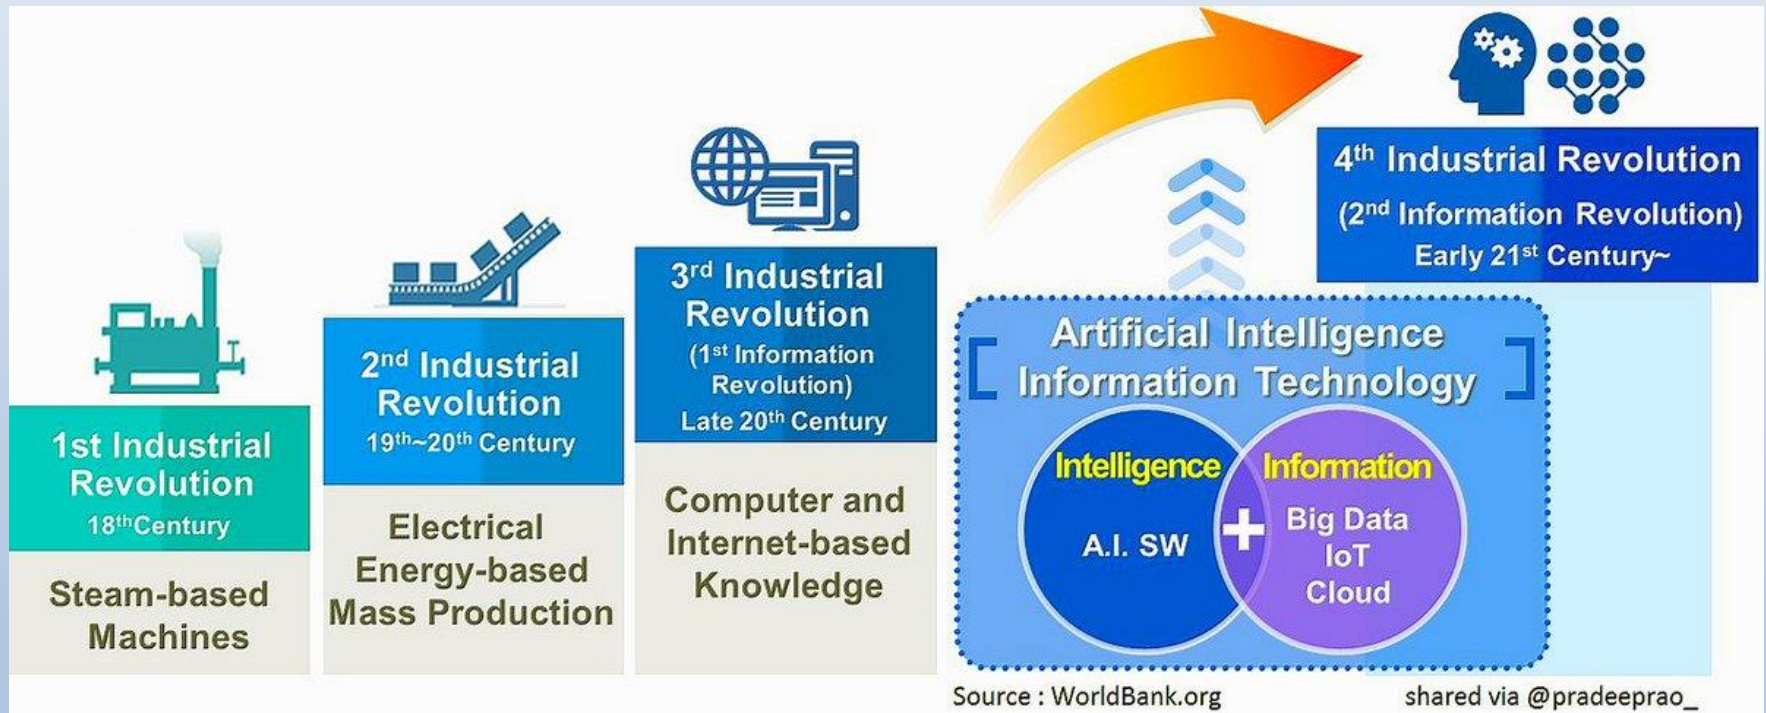 1st Industrial
Revolution
18thCentury
Steam-based
Machines
2nd Industrial
Revolution
19th~20th Century
Electrical
Energy-based
Mass Production
3rd Industrial
Revolution
(1st Information
Revolution)
Late 20th Century
Computer and
Internet-based
Knowledge
4th Industrial Revolution
(2nd Information Revolution)
Early 21st Century~
[ Artificial Intelligence
Information Technology ]
Intelligence
A.I. SW
+
Information
Big Data
IoT
Cloud
Source : WorldBank.org
shared via @pradeeprao_